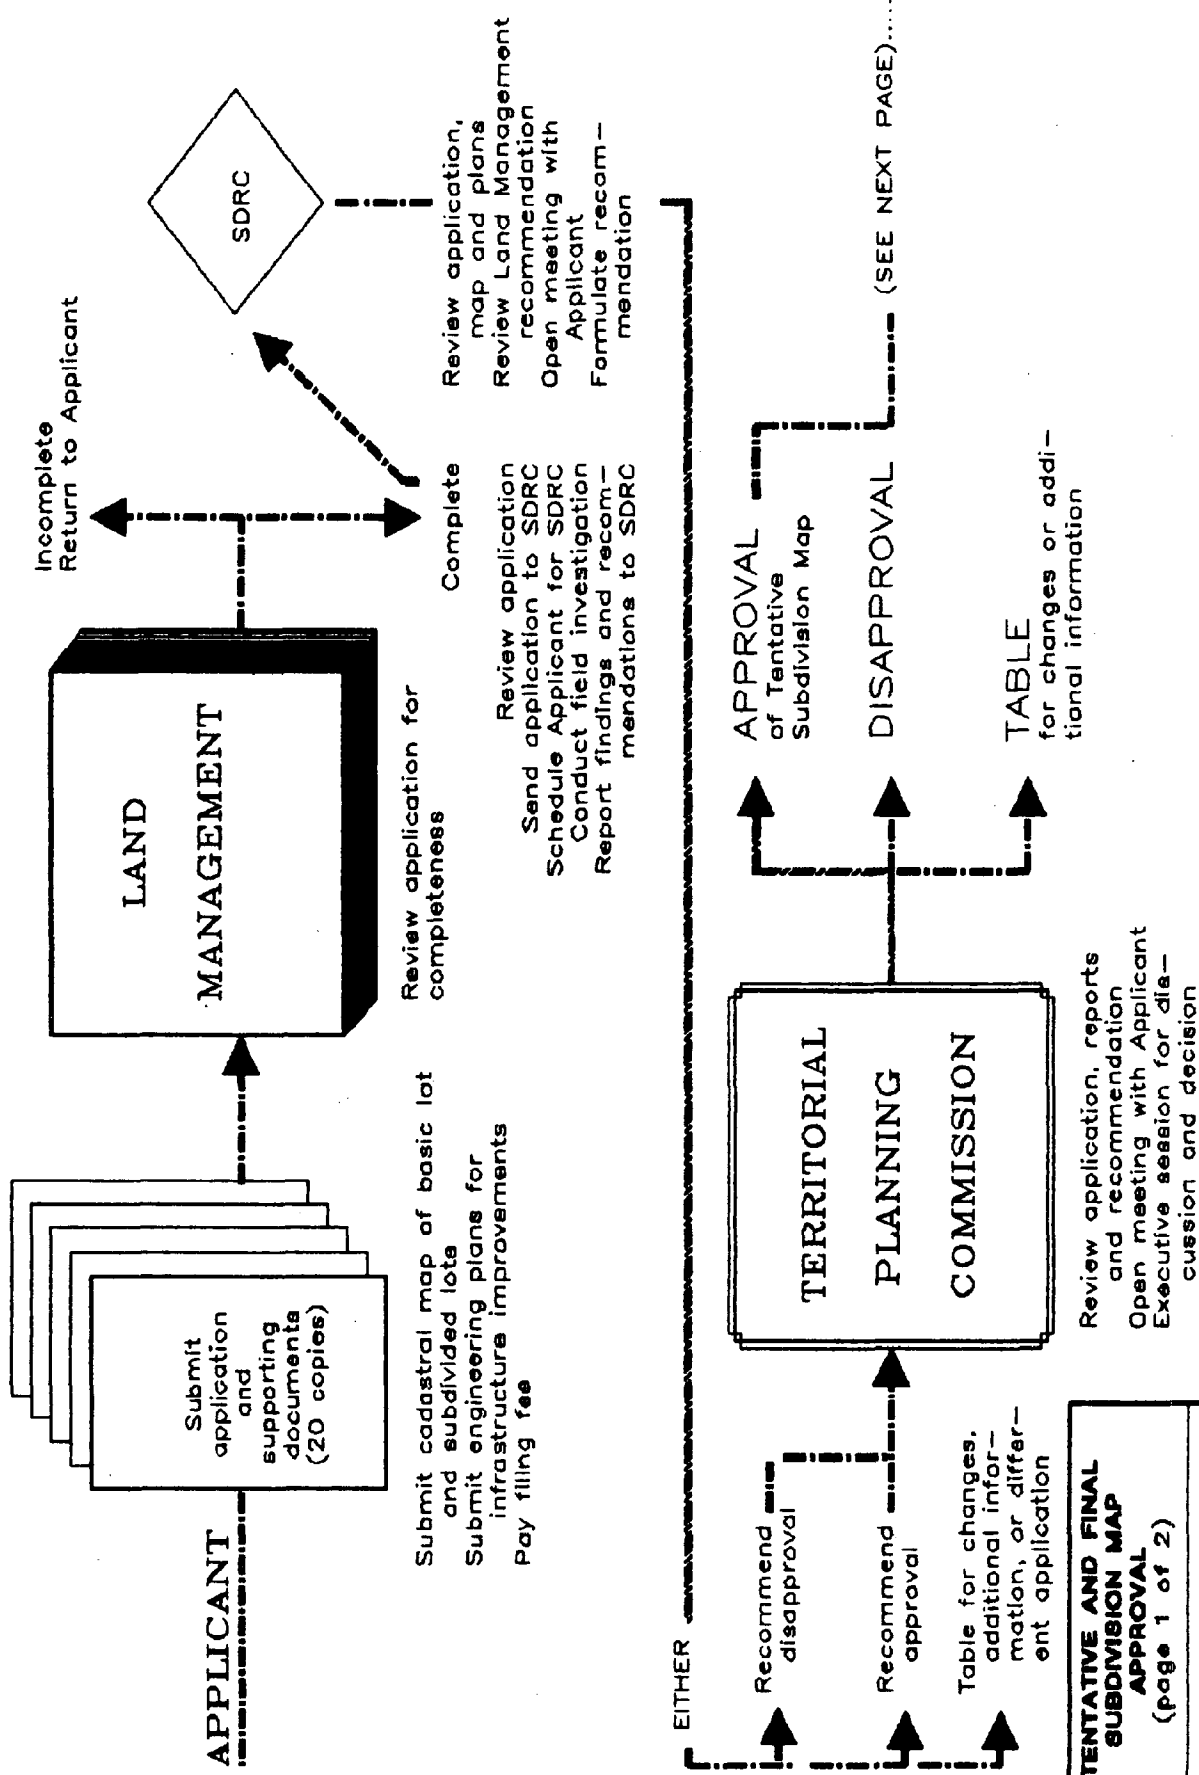 APPLICANT
Submit
application
and
supporting
documents
(20 copies)
Submit cadastral map of basic lot
and subdivided lots
Submit engineering plans for
infrastructure improvements
Pay filing fee
LAND
MANAGEMENT
Review application for
completeness
Incomplete
Return to Applicant
Complete
Review application
Send application to SDRC
Schedule Applicant for SDRC
Conduct field investigation
Report findings and recom-
mendations to SDRC
SDRC
Review application,
map and plans
Review Land Management
recommendation
Open meeting with
Applicant
Formulate recom-
mendation
EITHER
Recommend
disapproval
Recommend
approval
Table for changes,
additional infor-
mation, or differ-
ent application
TERRITORIAL
PLANNING
COMMISSION
Review application, reports
and recommendation
Open meeting with Applicant
Executive session for dis-
cussion and decision
APPROVAL
of Tentative
Subdivision Map
DISAPPROVAL
TABLE
for changes or addi-
tional information
(SEE NEXT PAGE).....
TENTATIVE AND FINAL
SUBDIVISION MAP
APPROVAL
(page 1 of 2)